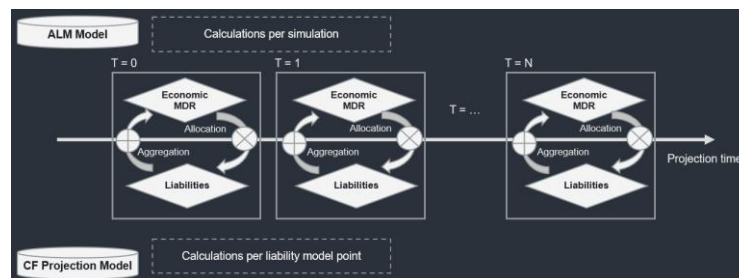 ALM Model
Calculations per simulation
T = 0
T = 1
T = N
Economic
MDR
Economic
MDR
Economic
MDR
T = …
Allocation
Allocation
Allocation
Aggregation
Aggregation
Aggregation
Projection time
Liabilities
Liabilities
Liabilities
Calculations per liability model point
CF Projection Model